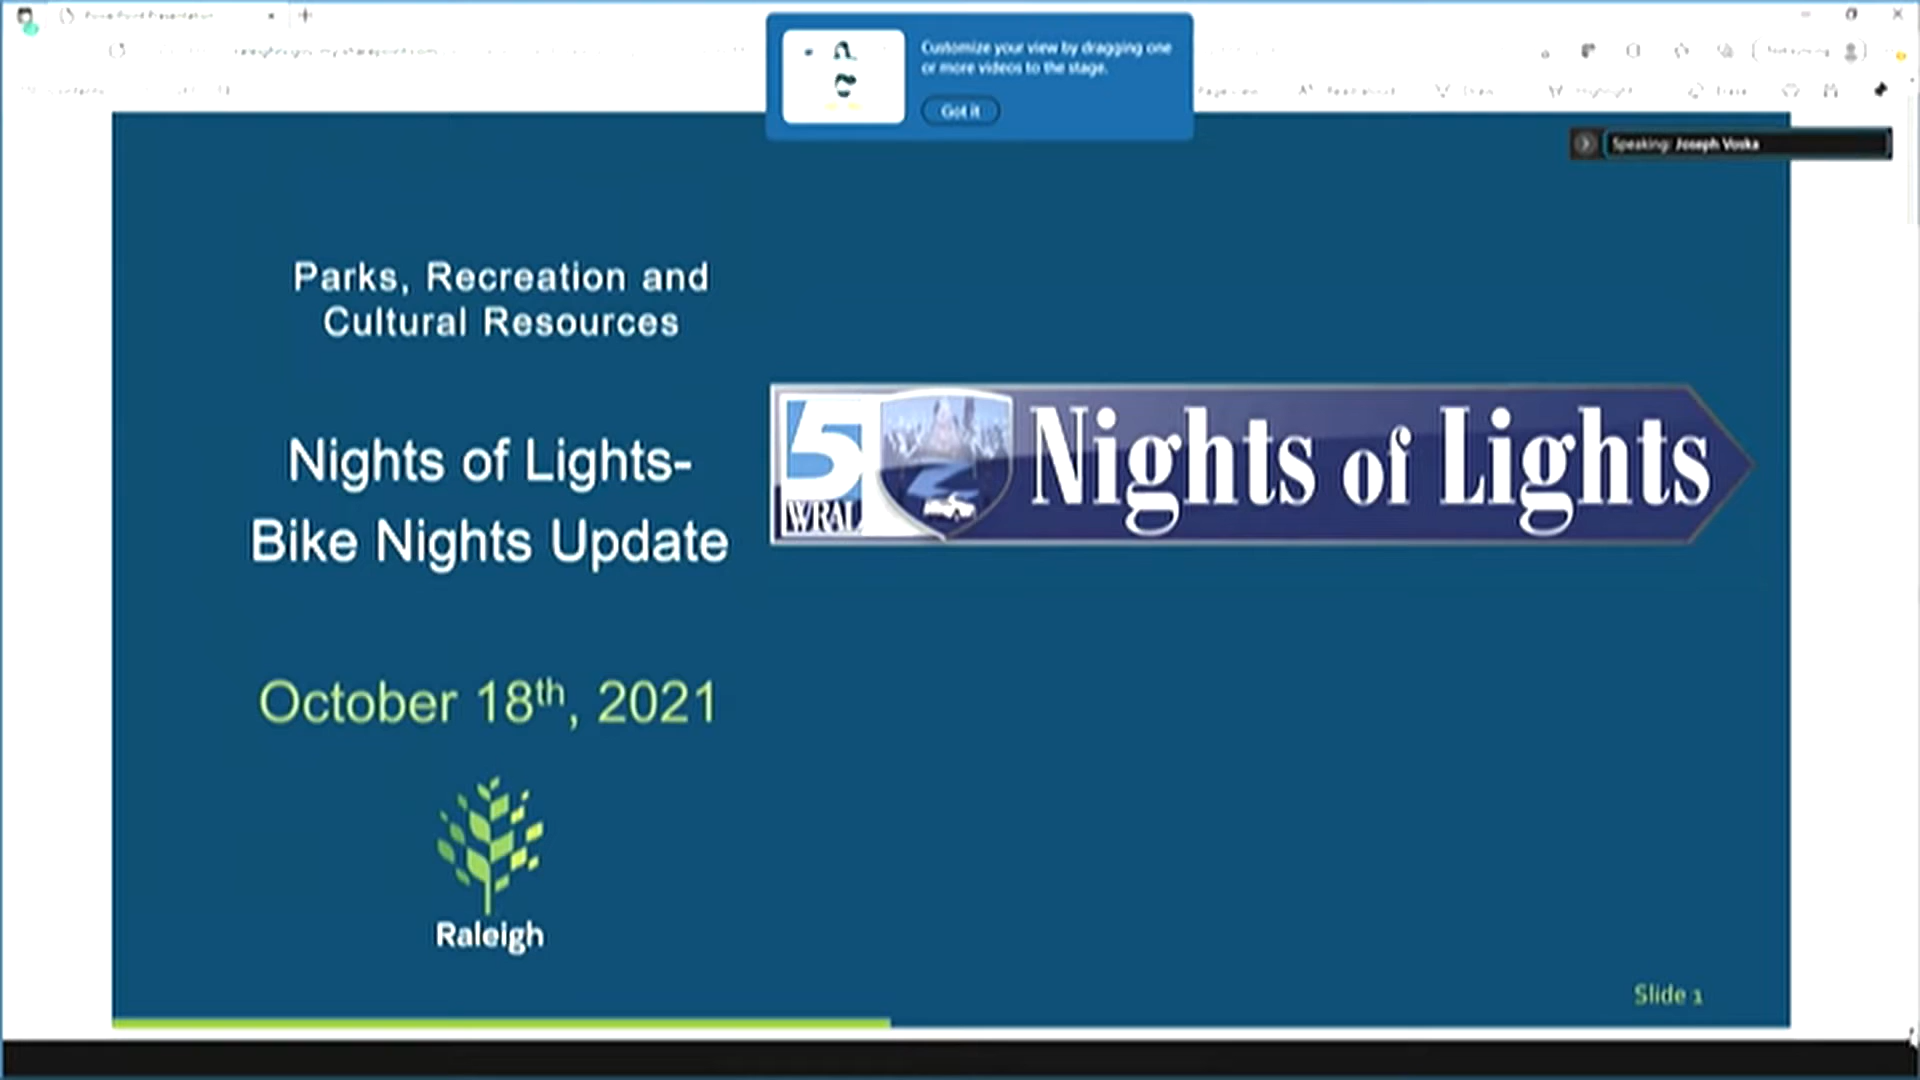 PowerPoint Presentation
Customize your view by dragging one
or more videos to the stage.
Got it
Speaking: Joseph Voska
Parks, Recreation and
Cultural Resources
Nights of Lights-
Bike Nights Update
5
WRAL
Nights of Lights
October 18th, 2021
Raleigh
Slide 1